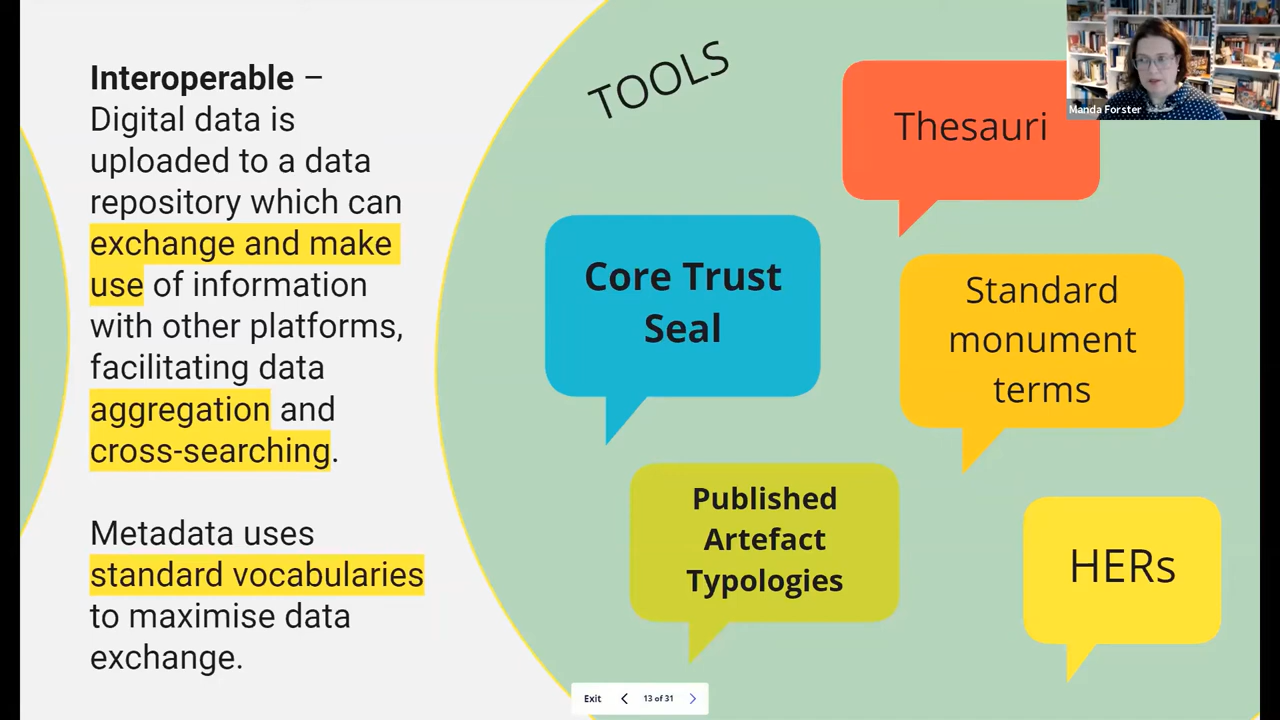 Interoperable –
Digital data is
uploaded to a data
repository which can
exchange and make
use of information
with other platforms,
facilitating data
aggregation and
cross-searching.
Metadata uses
standard vocabularies
to maximise data
exchange.
TOOLS
Thesauri
Manda Forster
Core Trust
Seal
Standard
monument
terms
Published
Artefact
Typologies
HERs
Exit
13 of 31